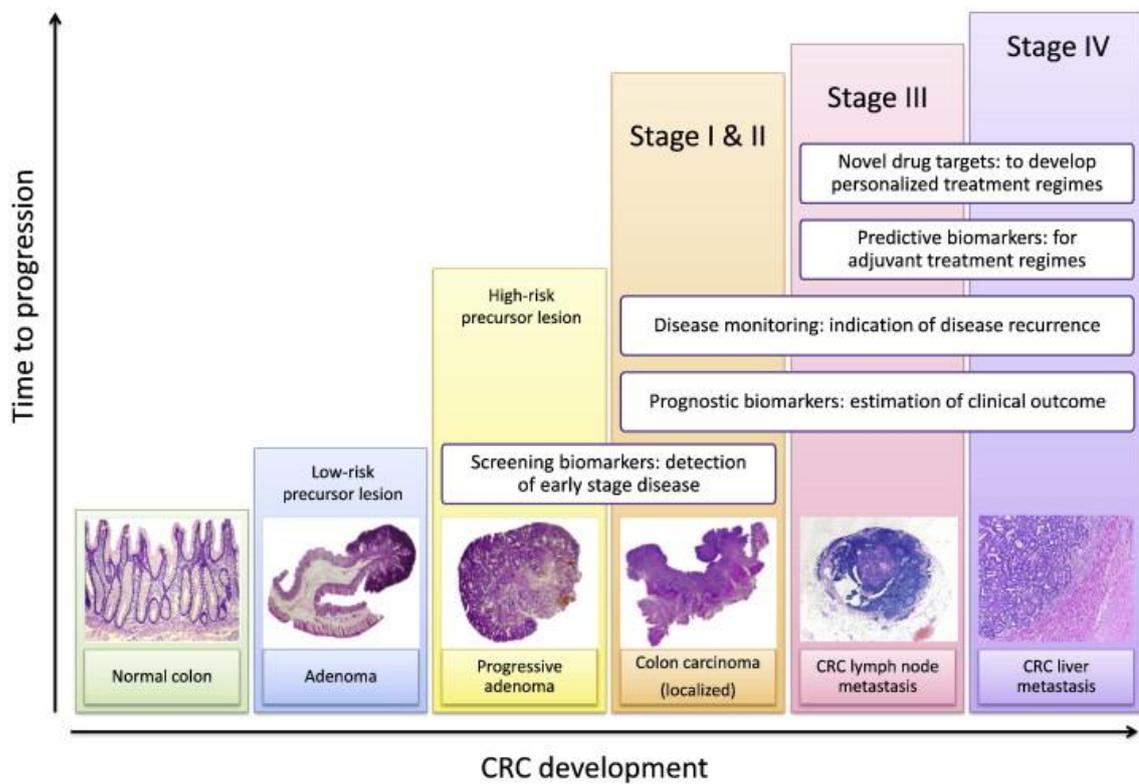 Time to progression
Stage IV
Stage III
Stage I & II
Novel drug targets: to develop
personalized treatment regimes
Predictive biomarkers: for
adjuvant treatment regimes
High-risk
precursor lesion
Disease monitoring: indication of disease recurrence
Prognostic biomarkers: estimation of clinical outcome
Low-risk
precursor lesion
Screening biomarkers: detection
of early stage disease
Normal colon
Adenoma
Progressive
adenoma
Colon carcinoma
(localized)
CRC lymph node
metastasis
CRC liver
metastasis
CRC development